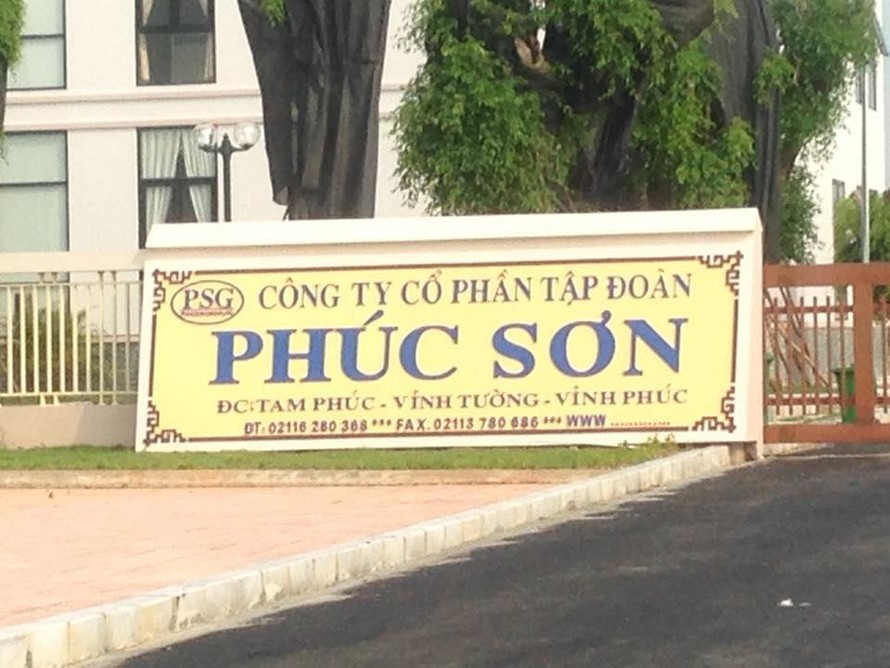 PSG CÔNG TY CỔ PHẦN TẬP ĐOÀN
PHÚC SƠN
ĐC: TAM PHÚC - VĨNH TƯỜNG - VĨNH PHÚC
ĐT: 02116 280 368 *** FAX. 02113 780 686 *** WWW